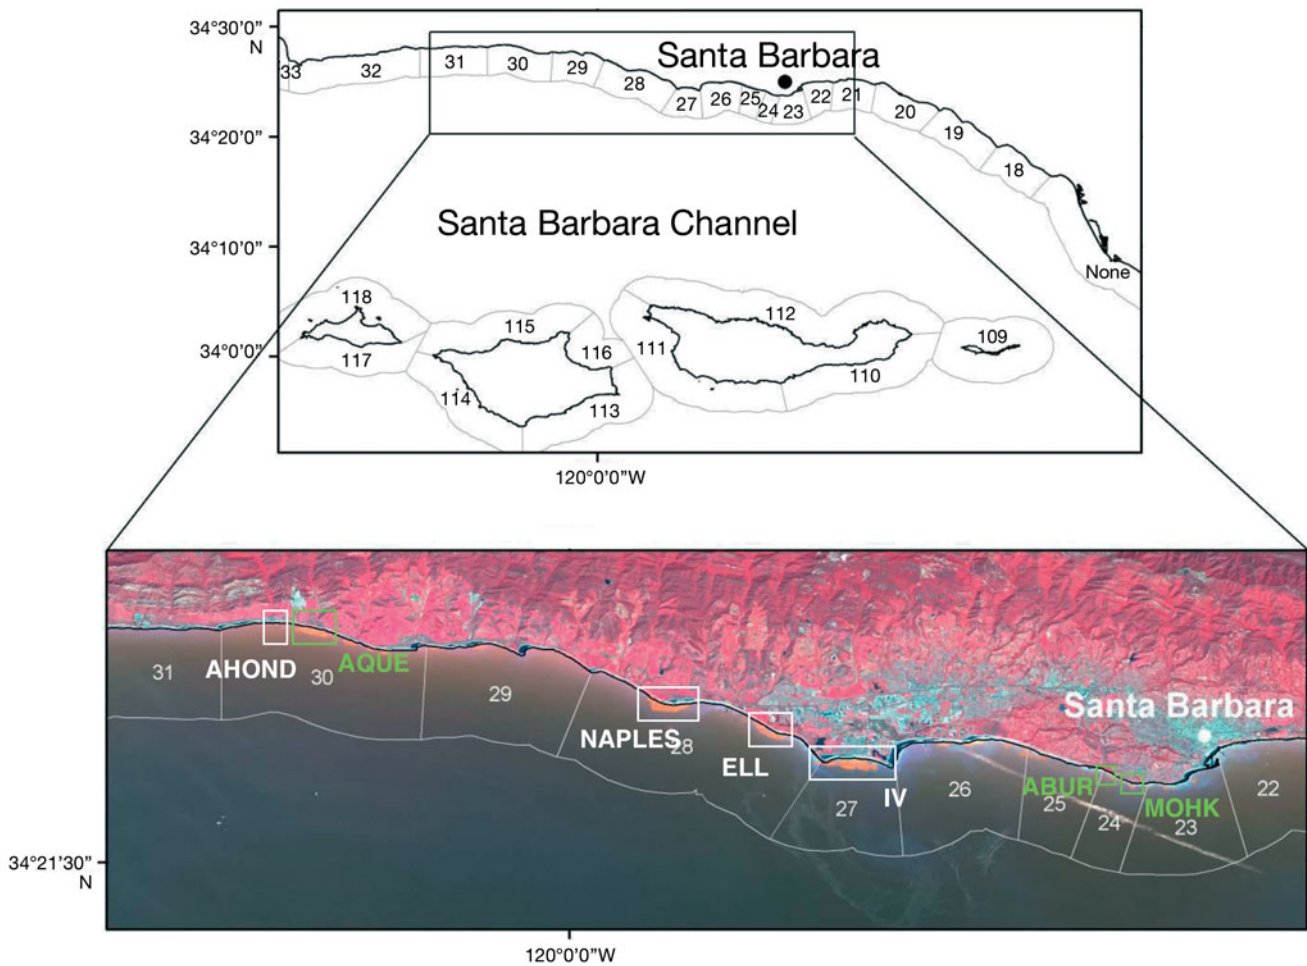 34°30'0"
N
Santa Barbara
33
32
31
30
29
28
27
26
25
24
23
22
21
20
19
18
34°20'0"
Santa Barbara Channel
34°10'0"
None
118
115
112
109
34°0'0"
117
116
111
110
114
113
120°0'0"W
AHOND
AQUE
31
30
29
NAPLES
28
ELL
Santa Barbara
IV
27
26
25
ABUR
24
MOHK
23
22
34°21'30"
N
120°0'0"W